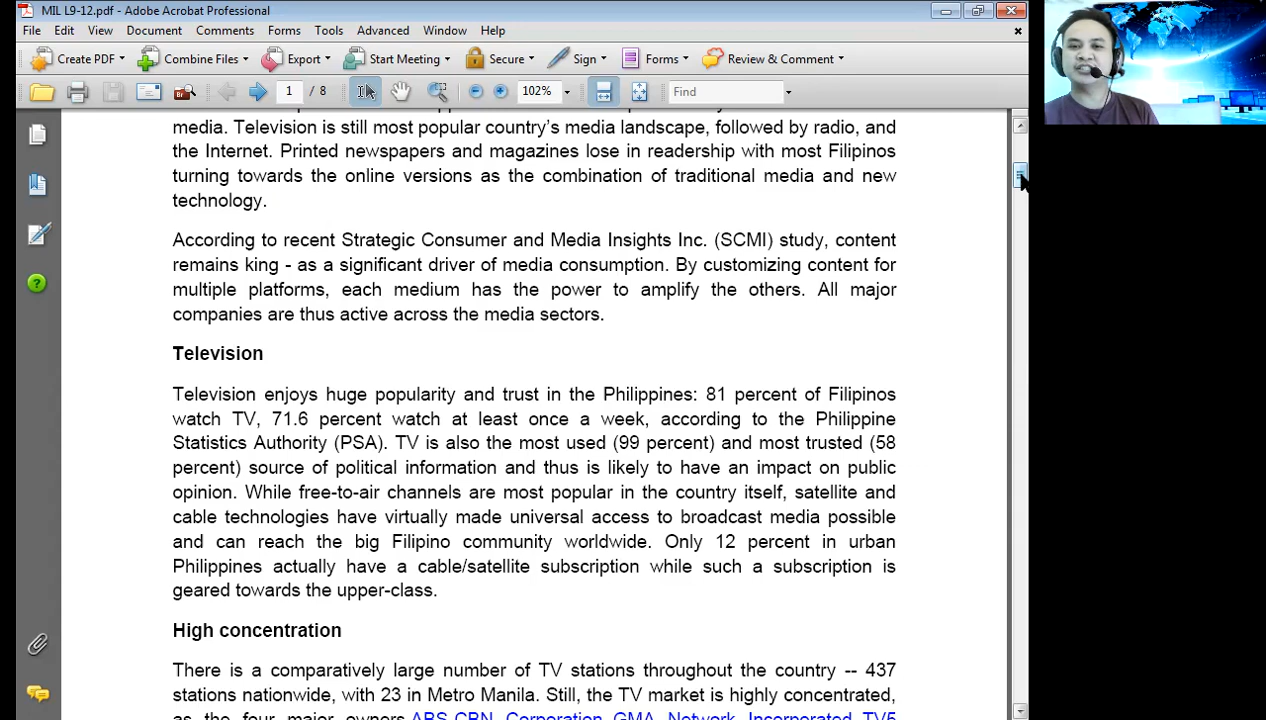 MIL L9-12.pdf - Adobe Acrobat Professional
File Edit View Document Comments Forms Tools Advanced Window Help
Create PDF Combine Files Export Start Meeting Secure Sign Forms Review & Comment
1 / 8 102% Find
media. Television is still most popular country's media landscape, followed by radio, and
the Internet. Printed newspapers and magazines lose in readership with most Filipinos
turning towards the online versions as the combination of traditional media and new
technology.
According to recent Strategic Consumer and Media Insights Inc. (SCMI) study, content
remains king - as a significant driver of media consumption. By customizing content for
multiple platforms, each medium has the power to amplify the others. All major
companies are thus active across the media sectors.
Television
Television enjoys huge popularity and trust in the Philippines: 81 percent of Filipinos
watch TV, 71.6 percent watch at least once a week, according to the Philippine
Statistics Authority (PSA). TV is also the most used (99 percent) and most trusted (58
percent) source of political information and thus is likely to have an impact on public
opinion. While free-to-air channels are most popular in the country itself, satellite and
cable technologies have virtually made universal access to broadcast media possible
and can reach the big Filipino community worldwide. Only 12 percent in urban
Philippines actually have a cable/satellite subscription while such a subscription is
geared towards the upper-class.
High concentration
There is a comparatively large number of TV stations throughout the country -- 437
stations nationwide, with 23 in Metro Manila. Still, the TV market is highly concentrated,
as the four major owners ABS-CBN Corporation GMA Network Incorporated TV5